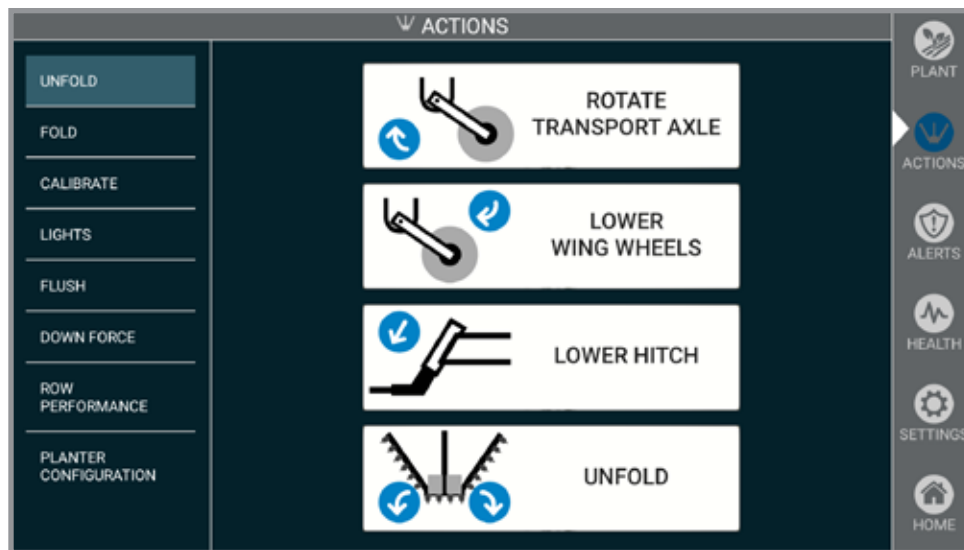 ACTIONS
UNFOLD
FOLD
CALIBRATE
LIGHTS
FLUSH
DOWN FORCE
ROW
PERFORMANCE
PLANTER
CONFIGURATION
ROTATE
TRANSPORT AXLE
LOWER
WING WHEELS
LOWER HITCH
UNFOLD
PLANT
ACTIONS
ALERTS
HEALTH
SETTINGS
HOME